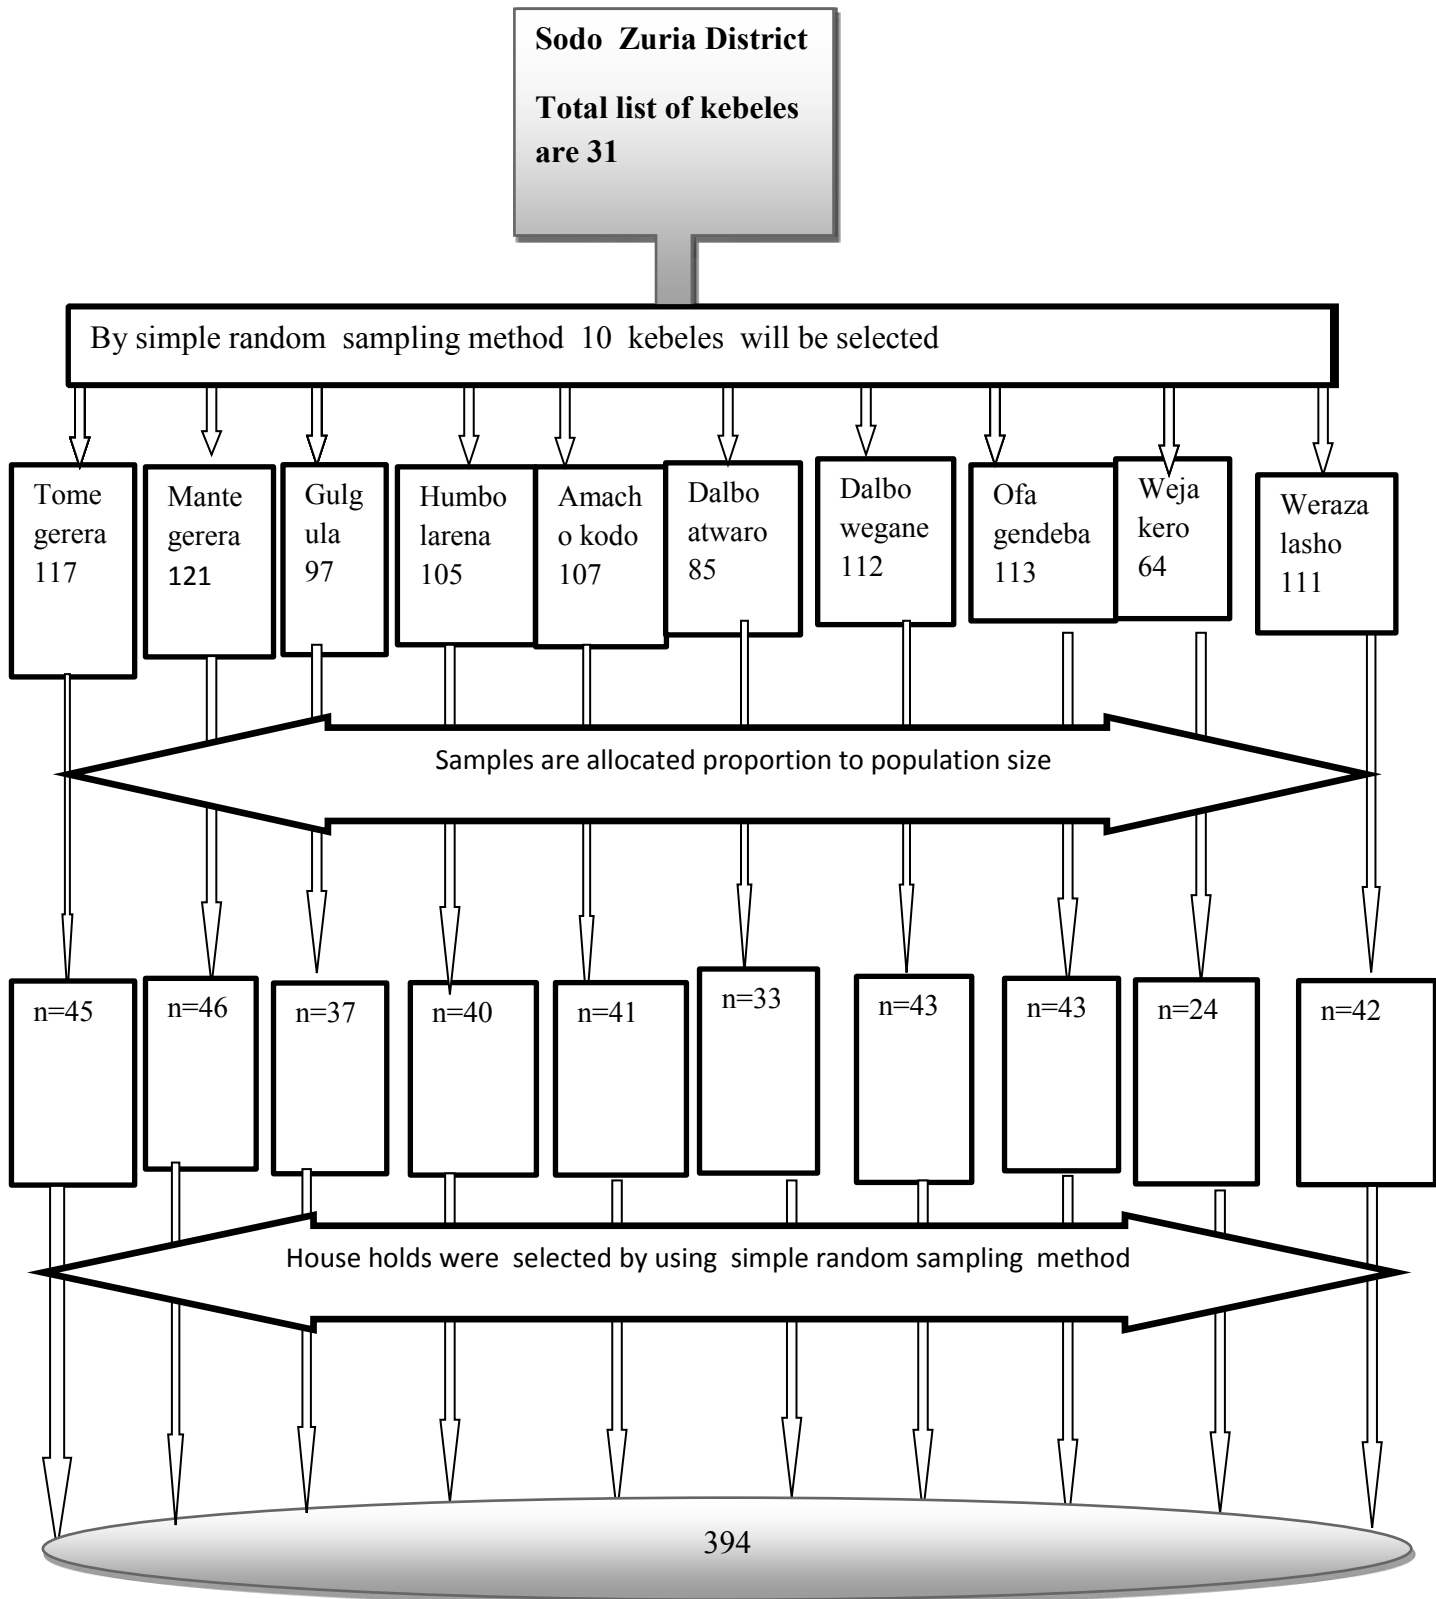 Sodo  Zuria District
Total list of kebeles
are 31
By simple random  sampling method  10  kebeles  will be selected
Tome
gerera
117
Mante
gerera
121
Gulg
ula
97
Humbo
larena
105
Amach
o kodo
107
Dalbo
atwaro
85
Dalbo
wegane
112
Ofa
gendeba
113
Weja
kero
64
Weraza
lasho
111
Samples are allocated proportion to population size
n=45
n=46
n=37
n=40
n=41
n=33
n=43
n=43
n=24
n=42
House holds were  selected by using  simple random sampling  method
394